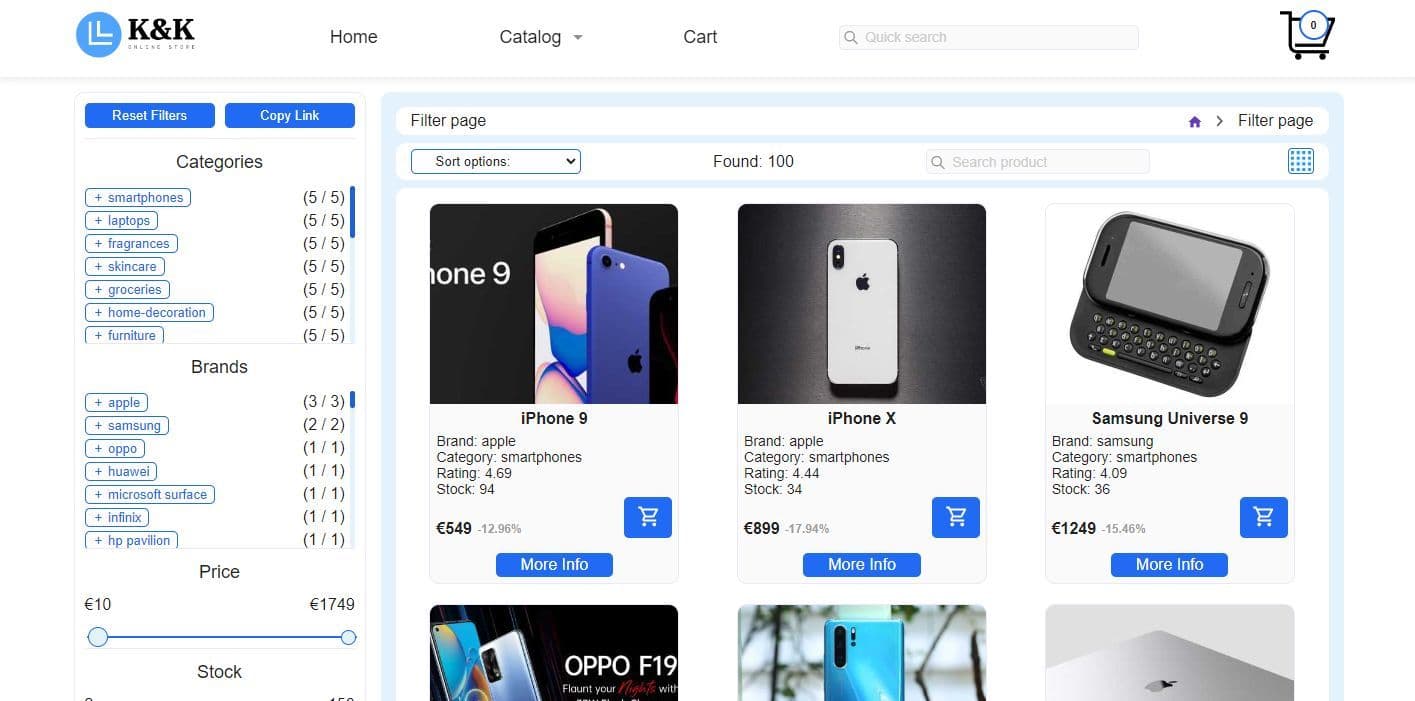 K&K
ONLINE STORE
Home
Catalog
Cart
Quick search
0
Reset Filters
Copy Link
Categories
+ smartphones (5 / 5)
+ laptops (5 / 5)
+ fragrances (5 / 5)
+ skincare (5 / 5)
+ groceries (5 / 5)
+ home-decoration (5 / 5)
+ furniture (5 / 5)
Brands
+ apple (3 / 3)
+ samsung (2 / 2)
+ oppo (1 / 1)
+ huawei (1 / 1)
+ microsoft surface (1 / 1)
+ infinix (1 / 1)
+ hp pavilion (1 / 1)
Price
€10 €1749
Stock
Filter page
Filter page
Sort options:
Found: 100
Search product
hone 9
iPhone 9
Brand: apple
Category: smartphones
Rating: 4.69
Stock: 94
€549 -12.96%
More Info
iPhone
iPhone X
Brand: apple
Category: smartphones
Rating: 4.44
Stock: 34
€899 -17.94%
More Info
Samsung Universe 9
Brand: samsung
Category: smartphones
Rating: 4.09
Stock: 36
€1249 -15.46%
More Info
OPPO F19
Flaunt your Nights with